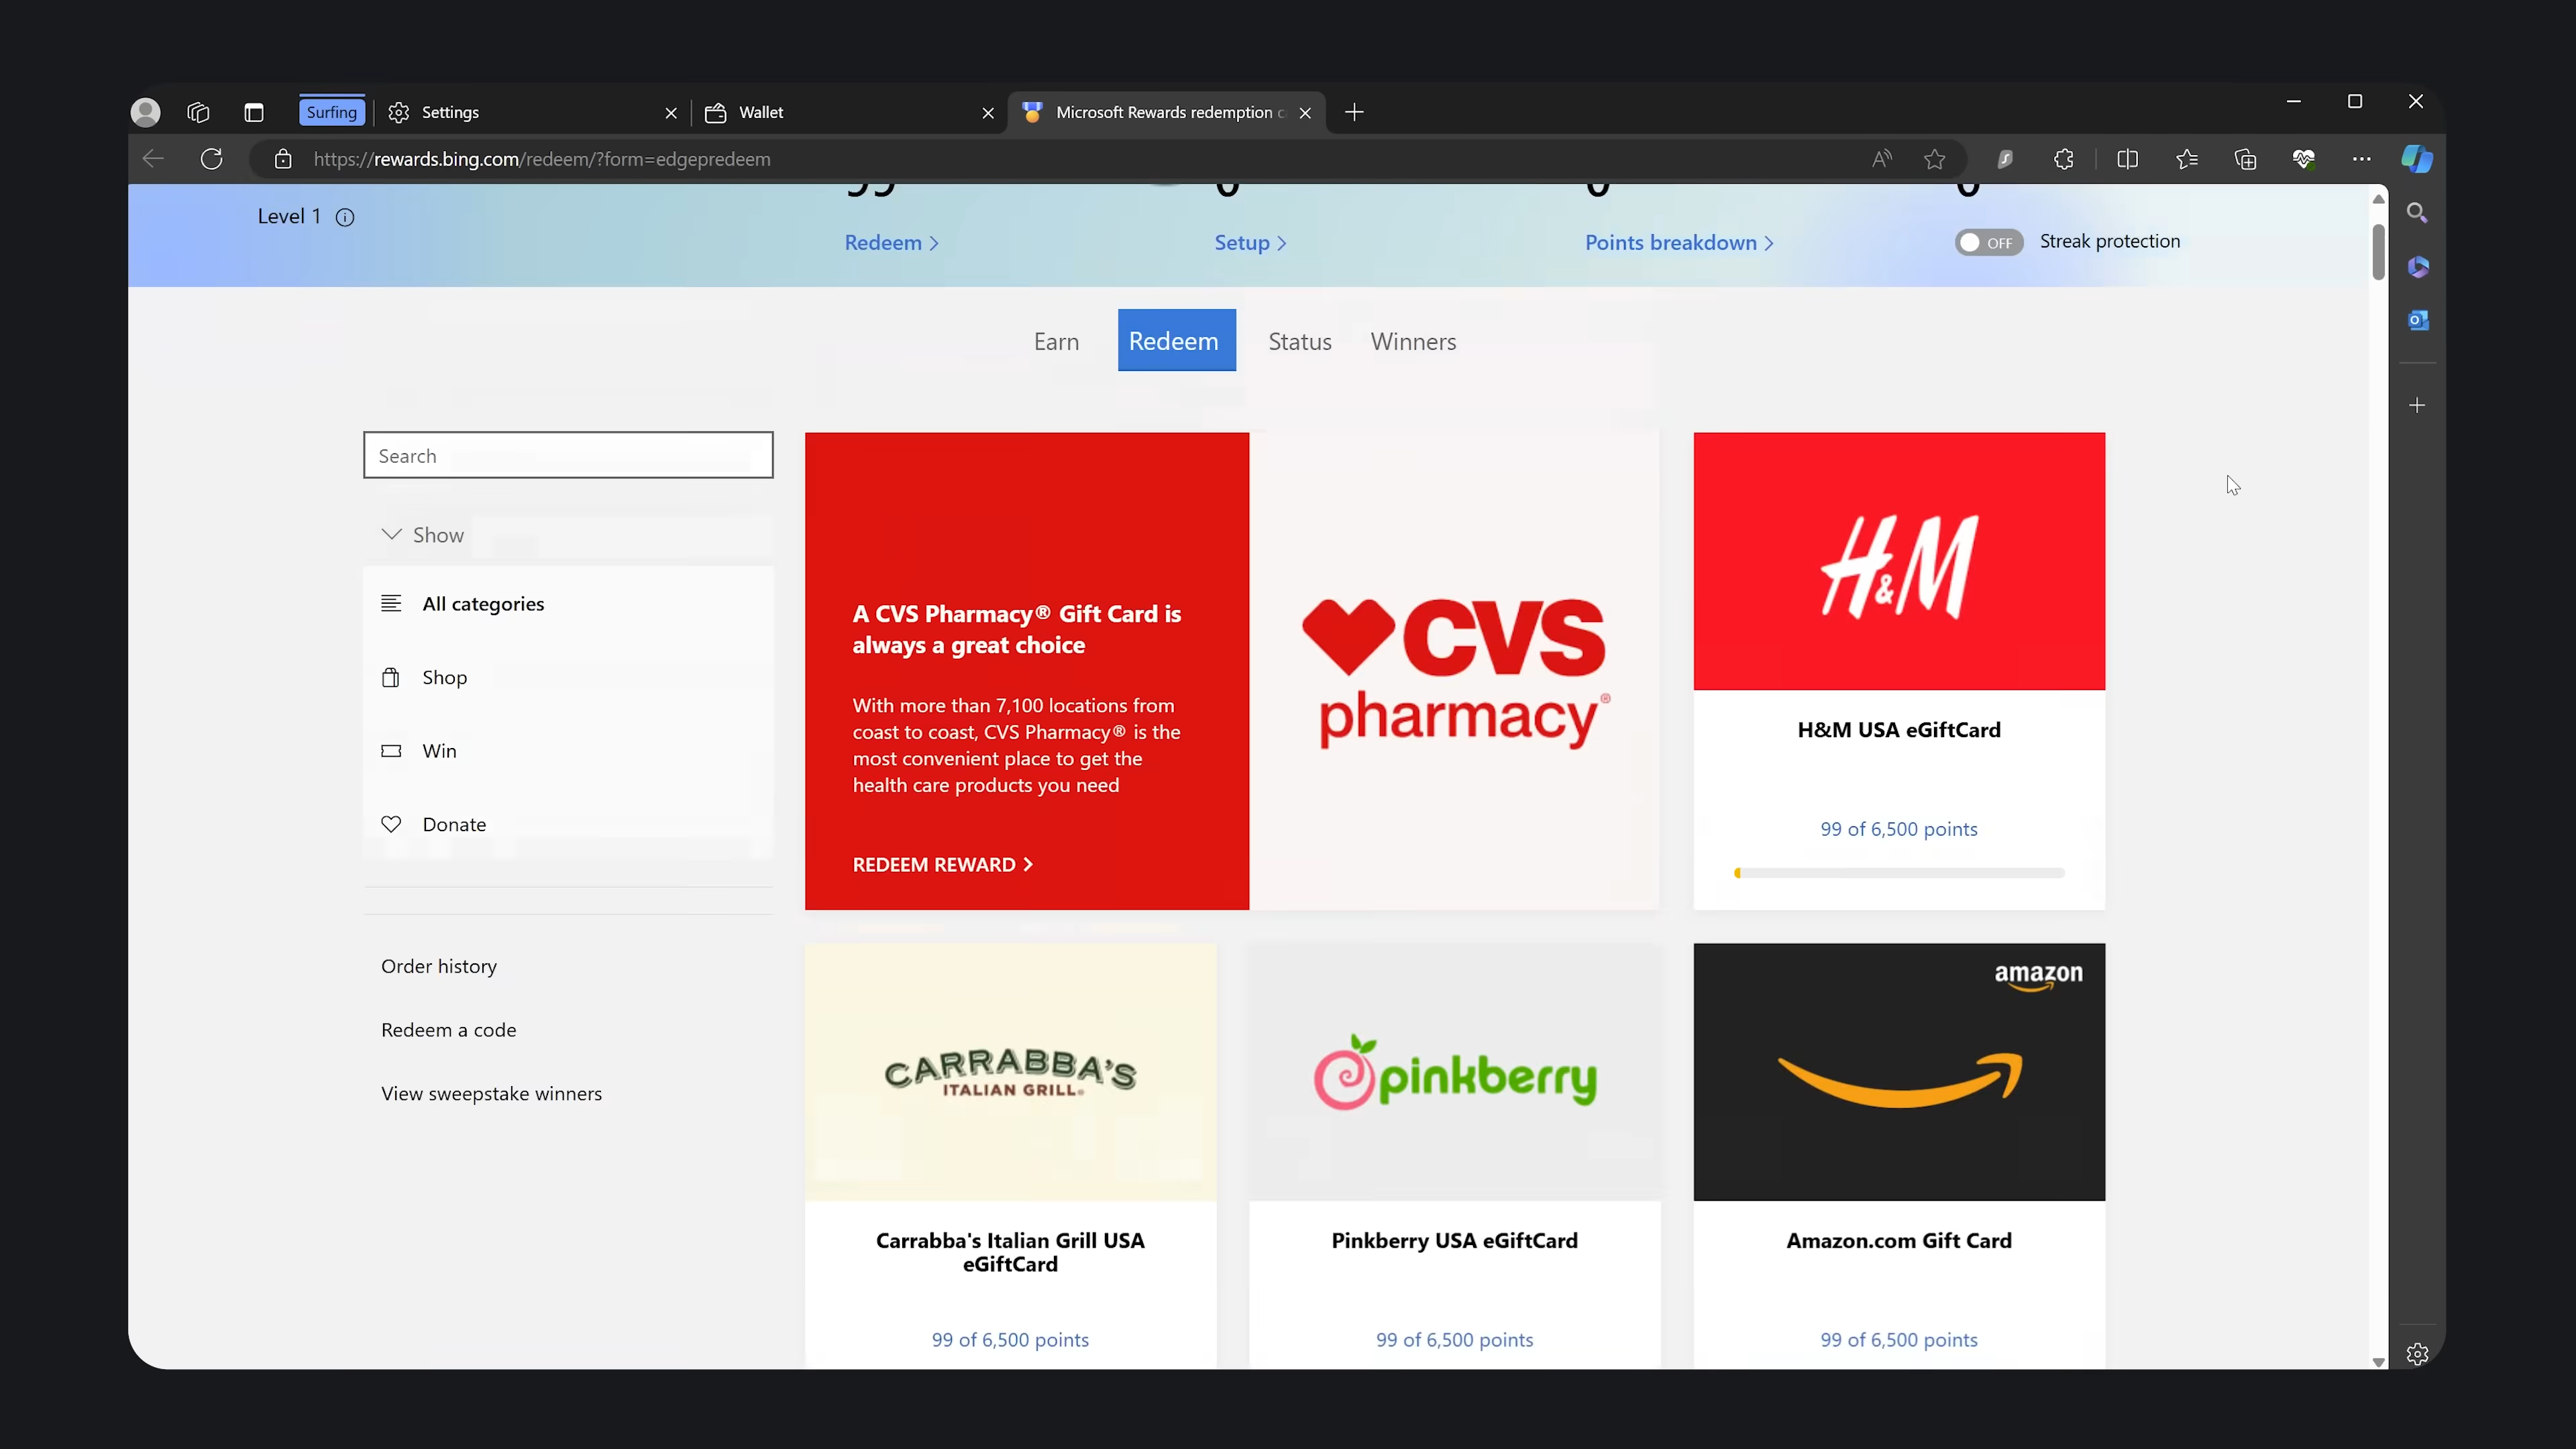 Surfing
Settings
Wallet
Microsoft Rewards redemption c
https://rewards.bing.com/redeem/?form=edgepredeem
Level 1
99
0
0
0
Redeem >
Setup >
Points breakdown >
OFF
Streak protection
Earn
Redeem
Status
Winners
Search
Show
All categories
Shop
Win
Donate
Order history
Redeem a code
View sweepstake winners
A CVS Pharmacy® Gift Card is
always a great choice
With more than 7,100 locations from
coast to coast, CVS Pharmacy® is the
most convenient place to get the
health care products you need
REDEEM REWARD >
CVS
pharmacy®
H&M
H&M USA eGiftCard
99 of 6,500 points
CARRABBA'S
ITALIAN GRILL®
Carrabba's Italian Grill USA
eGiftCard
99 of 6,500 points
pinkberry
Pinkberry USA eGiftCard
99 of 6,500 points
amazon
Amazon.com Gift Card
99 of 6,500 points